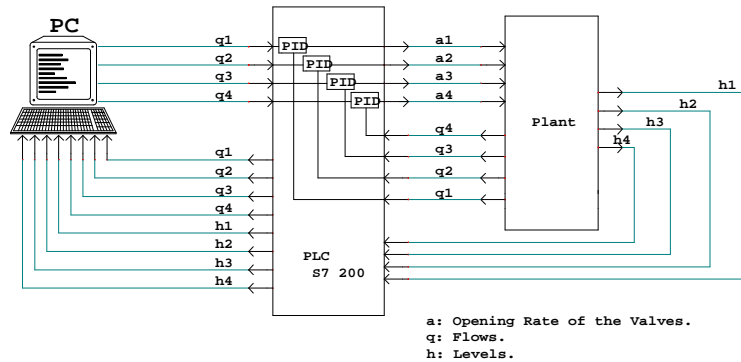 PC
q1
q2
q3
q4
PID
PID
PID
PID
a1
a2
a3
a4
q4
q3
q2
q1
Plant
h1
h2
h3
h4
q1
q2
q3
q4
h1
h2
h3
h4
PLC
S7 200
a: Opening Rate of the Valves.
q: Flows.
h: Levels.